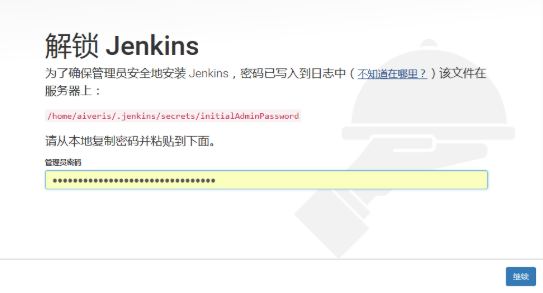 解锁 Jenkins
为了确保管理员安全地安装 Jenkins，密码已写入到日志中（不知道在哪里？）该文件在
服务器上：
/home/aiveris/.jenkins/secrets/initialAdminPassword
请从本地复制密码并粘贴到下面。
管理员密码
••••••••••••••••••••••••••••••••
继续